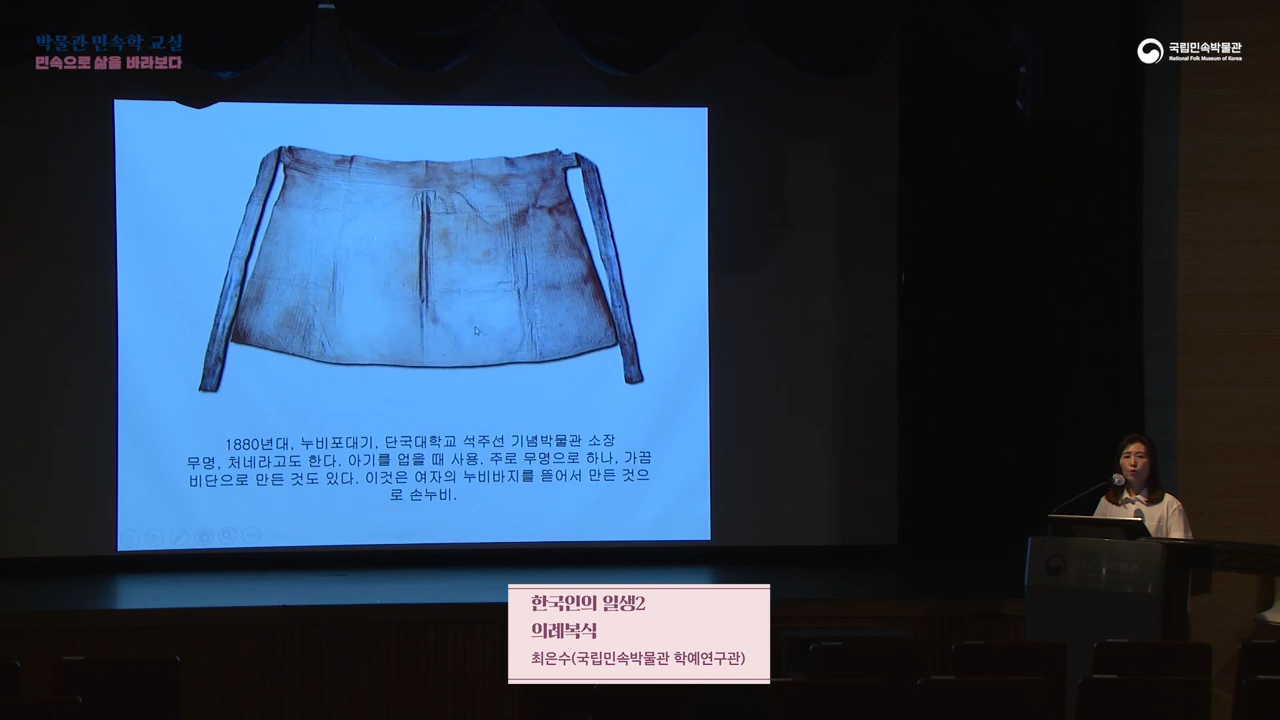 박물관 민속학 교실
민속으로 삶을 바라보다
국립민속박물관
National Folk Museum of Korea
1880년대, 누비포대기, 단국대학교 석주선 기념박물관 소장
무명, 처네라고도 한다. 아기를 업을 때 사용. 주로 무명으로 하나, 가끔
비단으로 만든 것도 있다. 이것은 여자의 누비바지를 뜯어서 만든 것으
로 손누비.
한국인의 일생2
의례복식
최은수(국립민속박물관 학예연구관)